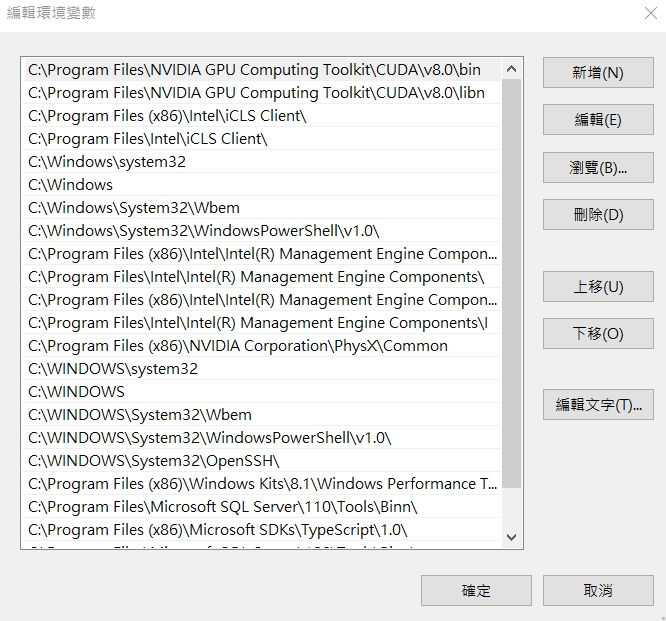 編輯環境變數
C:\Program Files\NVIDIA GPU Computing Toolkit\CUDA\v8.0\bin
C:\Program Files\NVIDIA GPU Computing Toolkit\CUDA\v8.0\libn
C:\Program Files (x86)\Intel\iCLS Client\
C:\Program Files\Intel\iCLS Client\
C:\Windows\system32
C:\Windows
C:\Windows\System32\Wbem
C:\Windows\System32\WindowsPowerShell\v1.0\
C:\Program Files (x86)\Intel\Intel(R) Management Engine Compon...
C:\Program Files\Intel\Intel(R) Management Engine Components\
C:\Program Files (x86)\Intel\Intel(R) Management Engine Compon...
C:\Program Files\Intel\Intel(R) Management Engine Components\I
C:\Program Files (x86)\NVIDIA Corporation\PhysX\Common
C:\WINDOWS\system32
C:\WINDOWS
C:\WINDOWS\System32\Wbem
C:\WINDOWS\System32\WindowsPowerShell\v1.0\
C:\WINDOWS\System32\OpenSSH\
C:\Program Files (x86)\Windows Kits\8.1\Windows Performance T...
C:\Program Files\Microsoft SQL Server\110\Tools\Binn\
C:\Program Files (x86)\Microsoft SDKs\TypeScript\1.0\
新增(N)
編輯(E)
瀏覽(B)...
刪除(D)
上移(U)
下移(O)
編輯文字(T)...
確定
取消